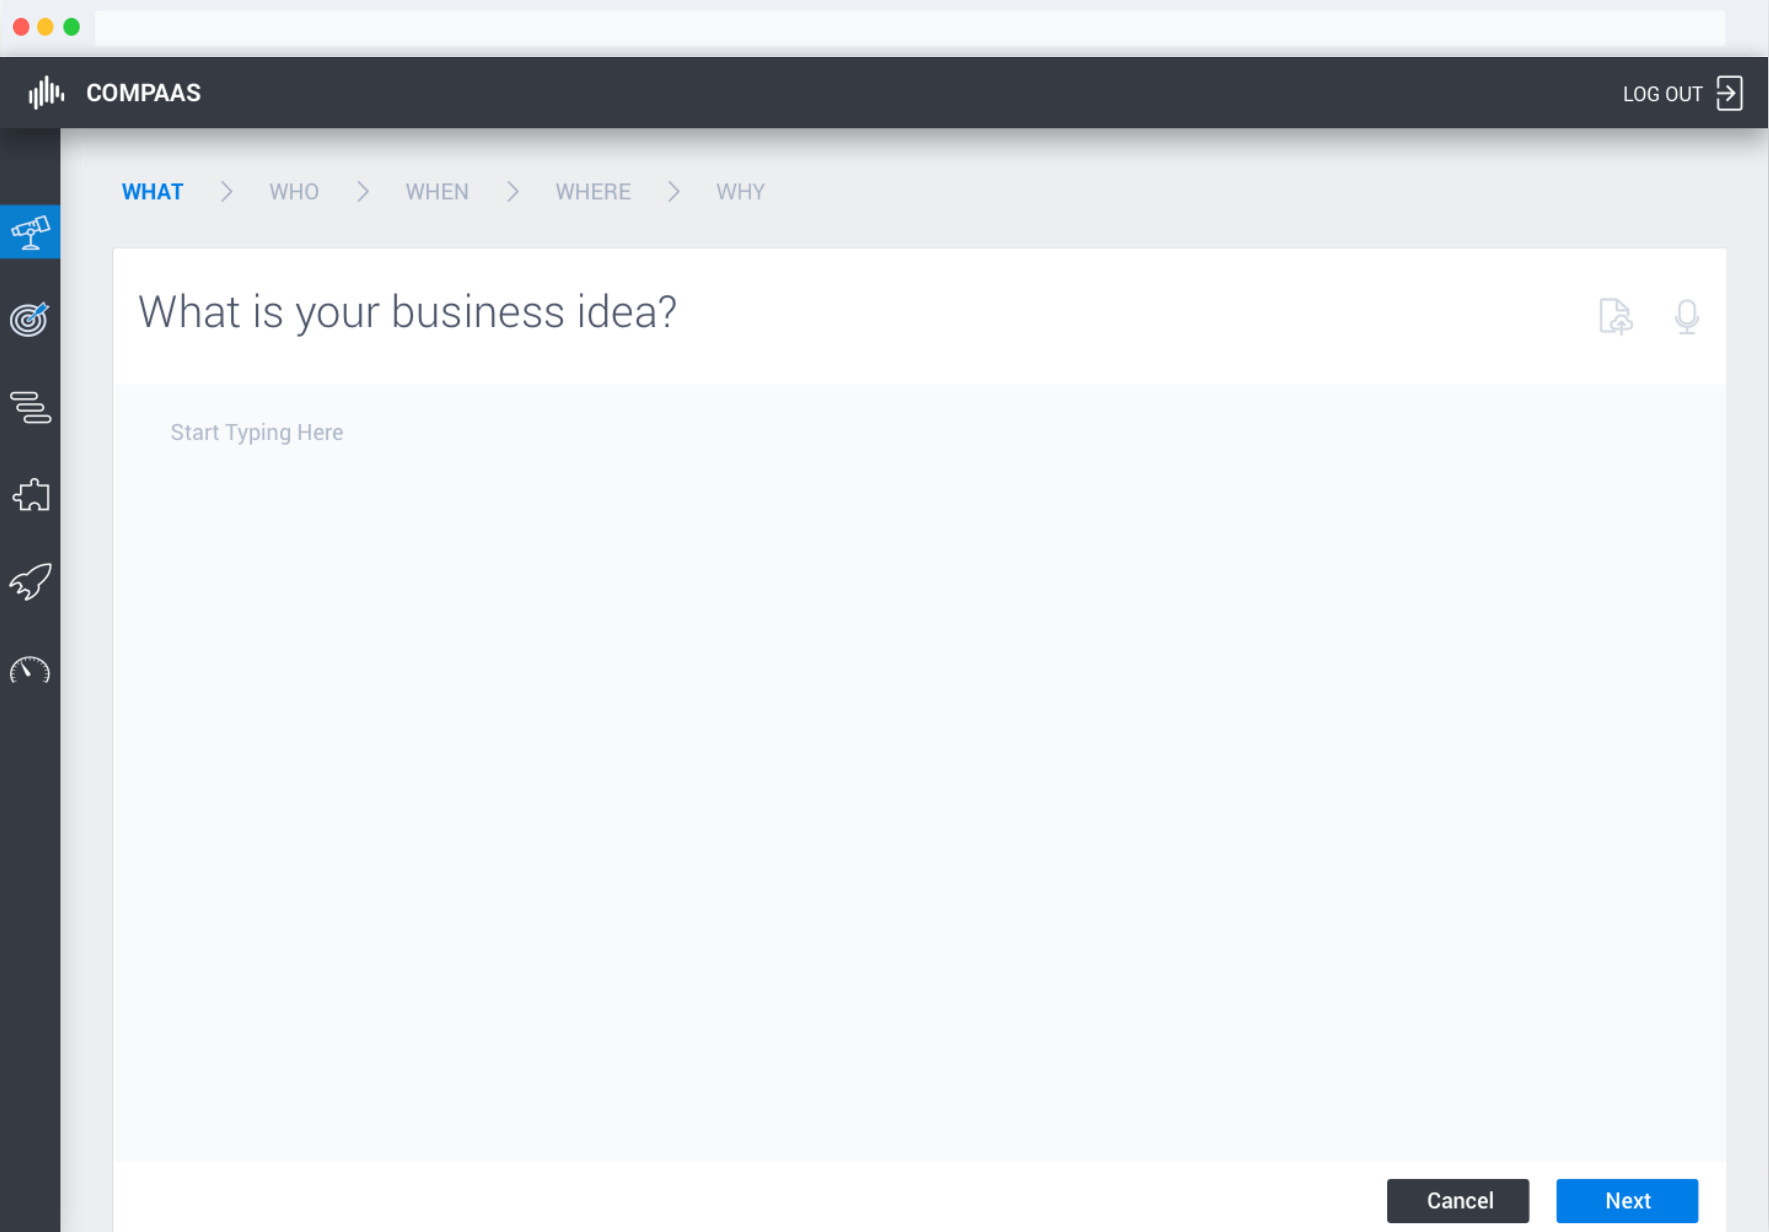 COMPAAS
LOG OUT
WHAT > WHO > WHEN > WHERE > WHY
What is your business idea?
Start Typing Here
Cancel
Next